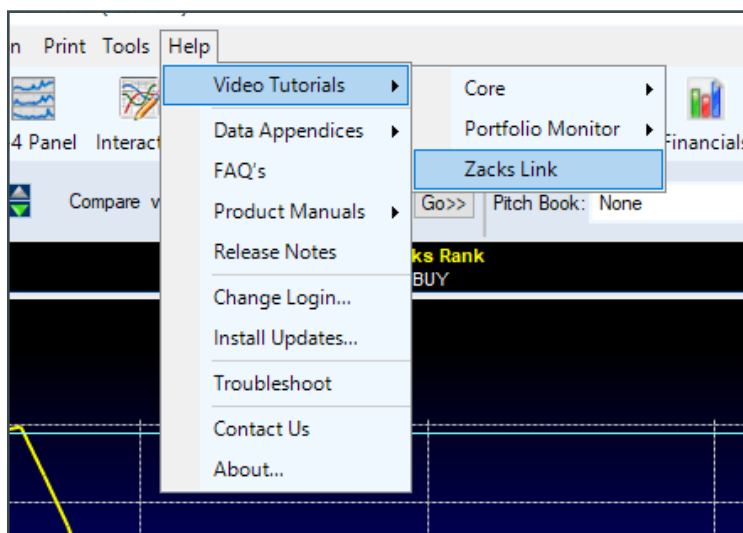 n Print Tools Help
4 Panel Interact Financials
Compare v Go>> Pitch Book: None
ks Rank
BUY
Video Tutorials
Data Appendices
FAQ's
Product Manuals
Release Notes
Change Login...
Install Updates...
Troubleshoot
Contact Us
About...
Core
Portfolio Monitor
Zacks Link